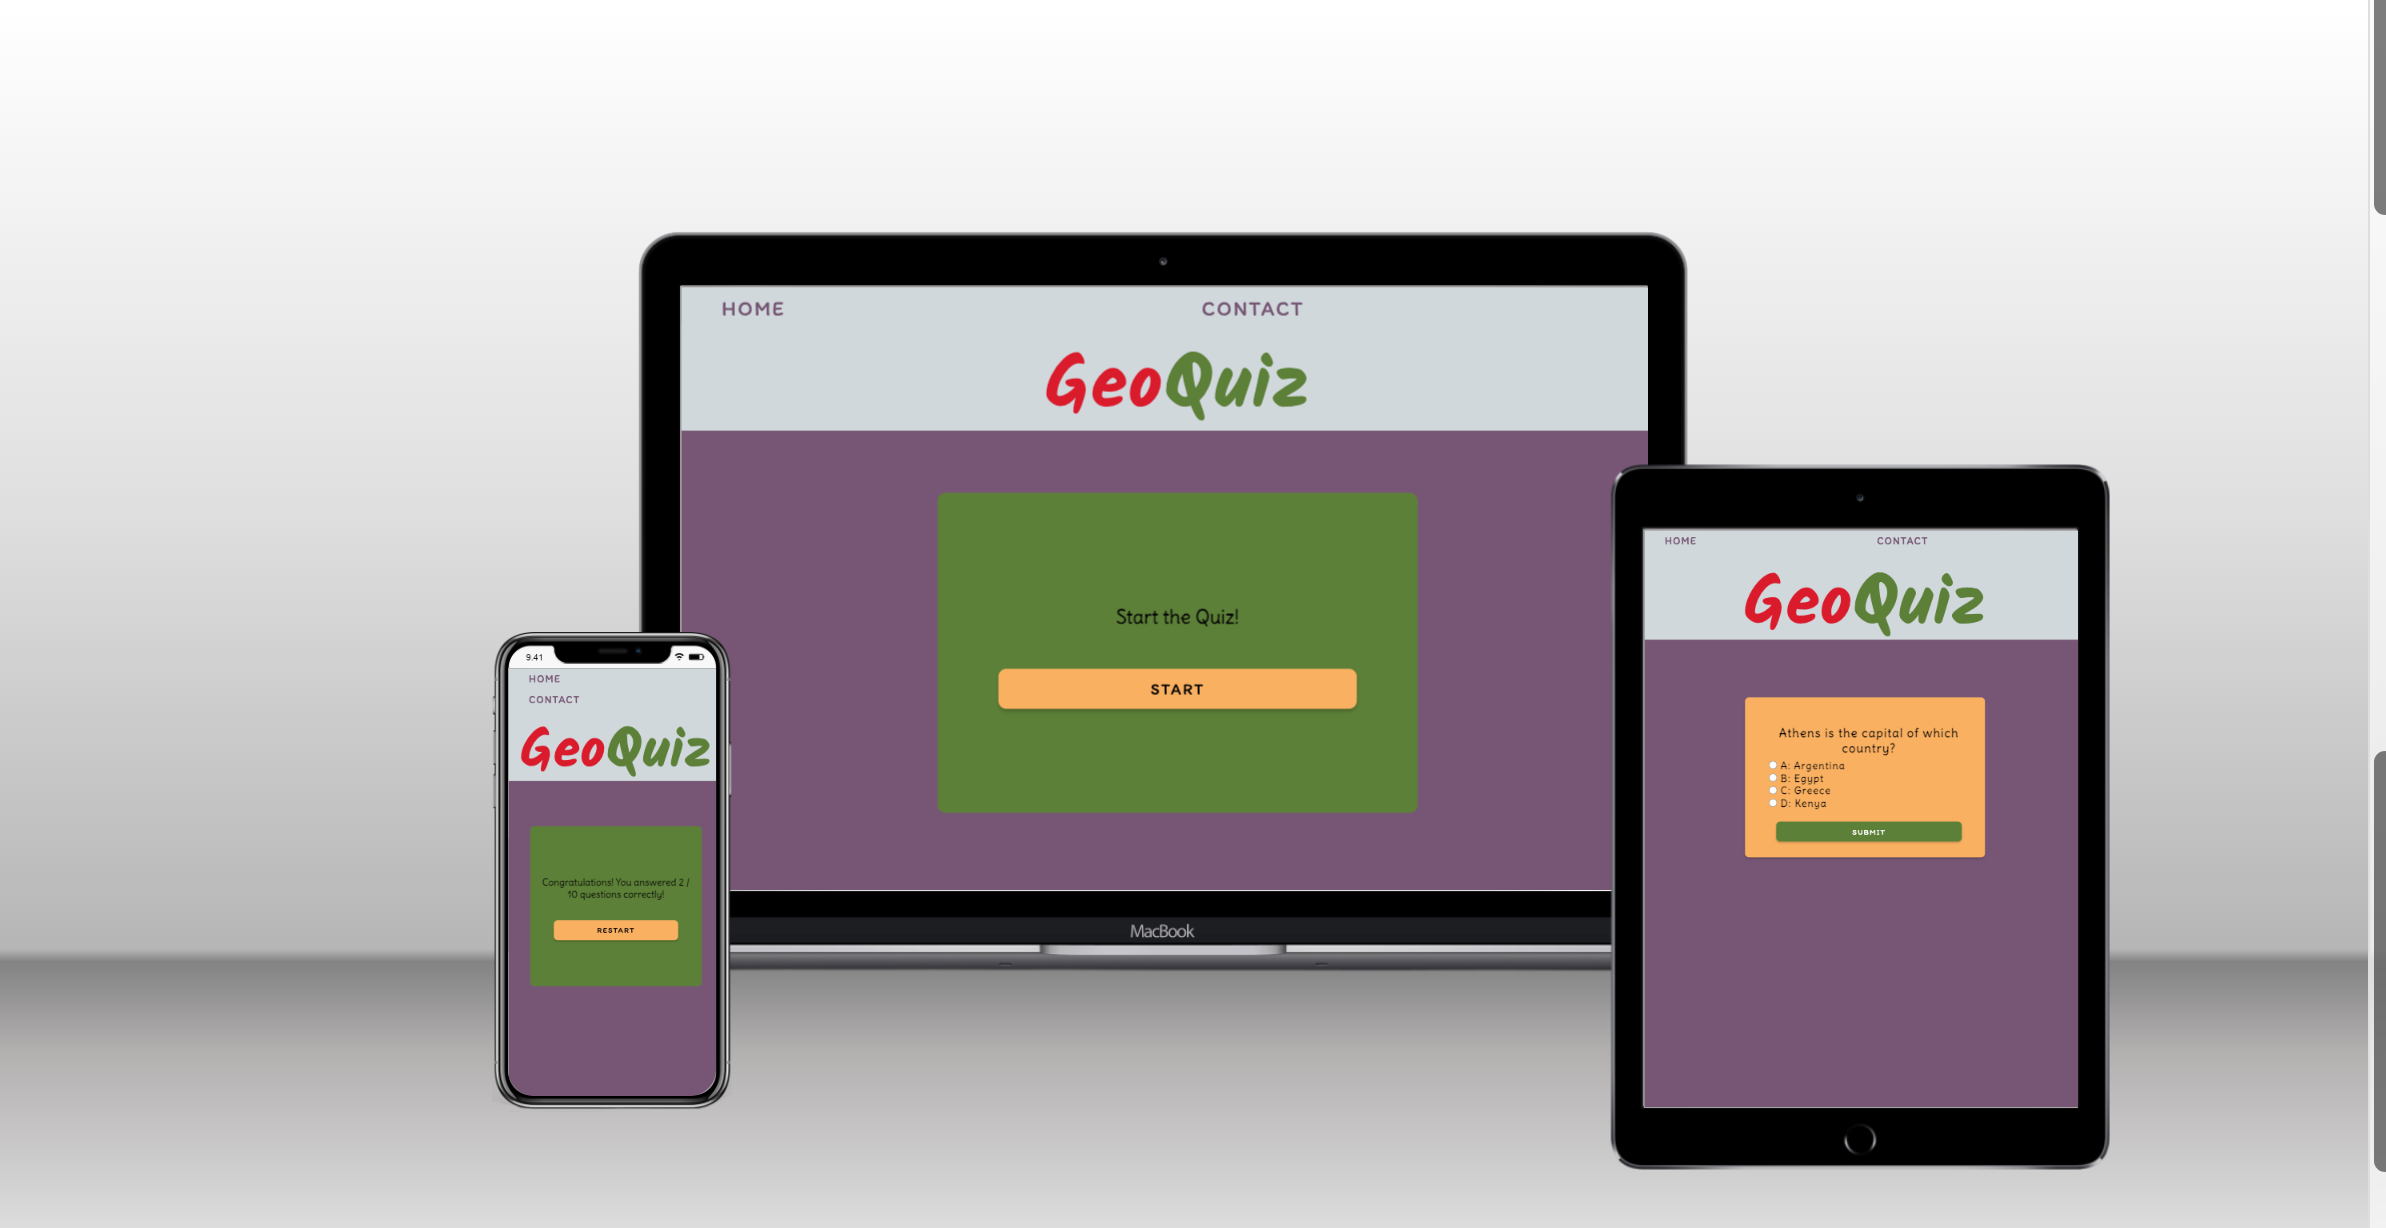 HOME CONTACT
GeoQuiz
Start the Quiz!
START
MacBook
9.41
HOME
CONTACT
GeoQuiz
Congratulations! You answered 2 /
10 questions correctly!
RESTART
HOME CONTACT
GeoQuiz
Athens is the capital of which
country?
A: Argentina
B: Egypt
C: Greece
D: Kenya
SUBMIT